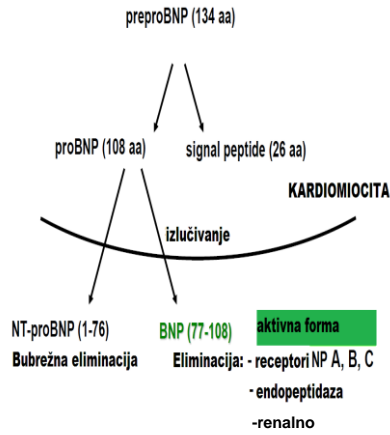 preproBNP (134 aa)
proBNP (108 aa)
signal peptide (26 aa)
KARDIOMIOCITA
izlučivanje
NT-proBNP (1-76)
BNP (77-108)
aktivna forma
Bubrežna eliminacija
Eliminacija: - receptori NP A, B, C
- endopeptidaza
-renalno